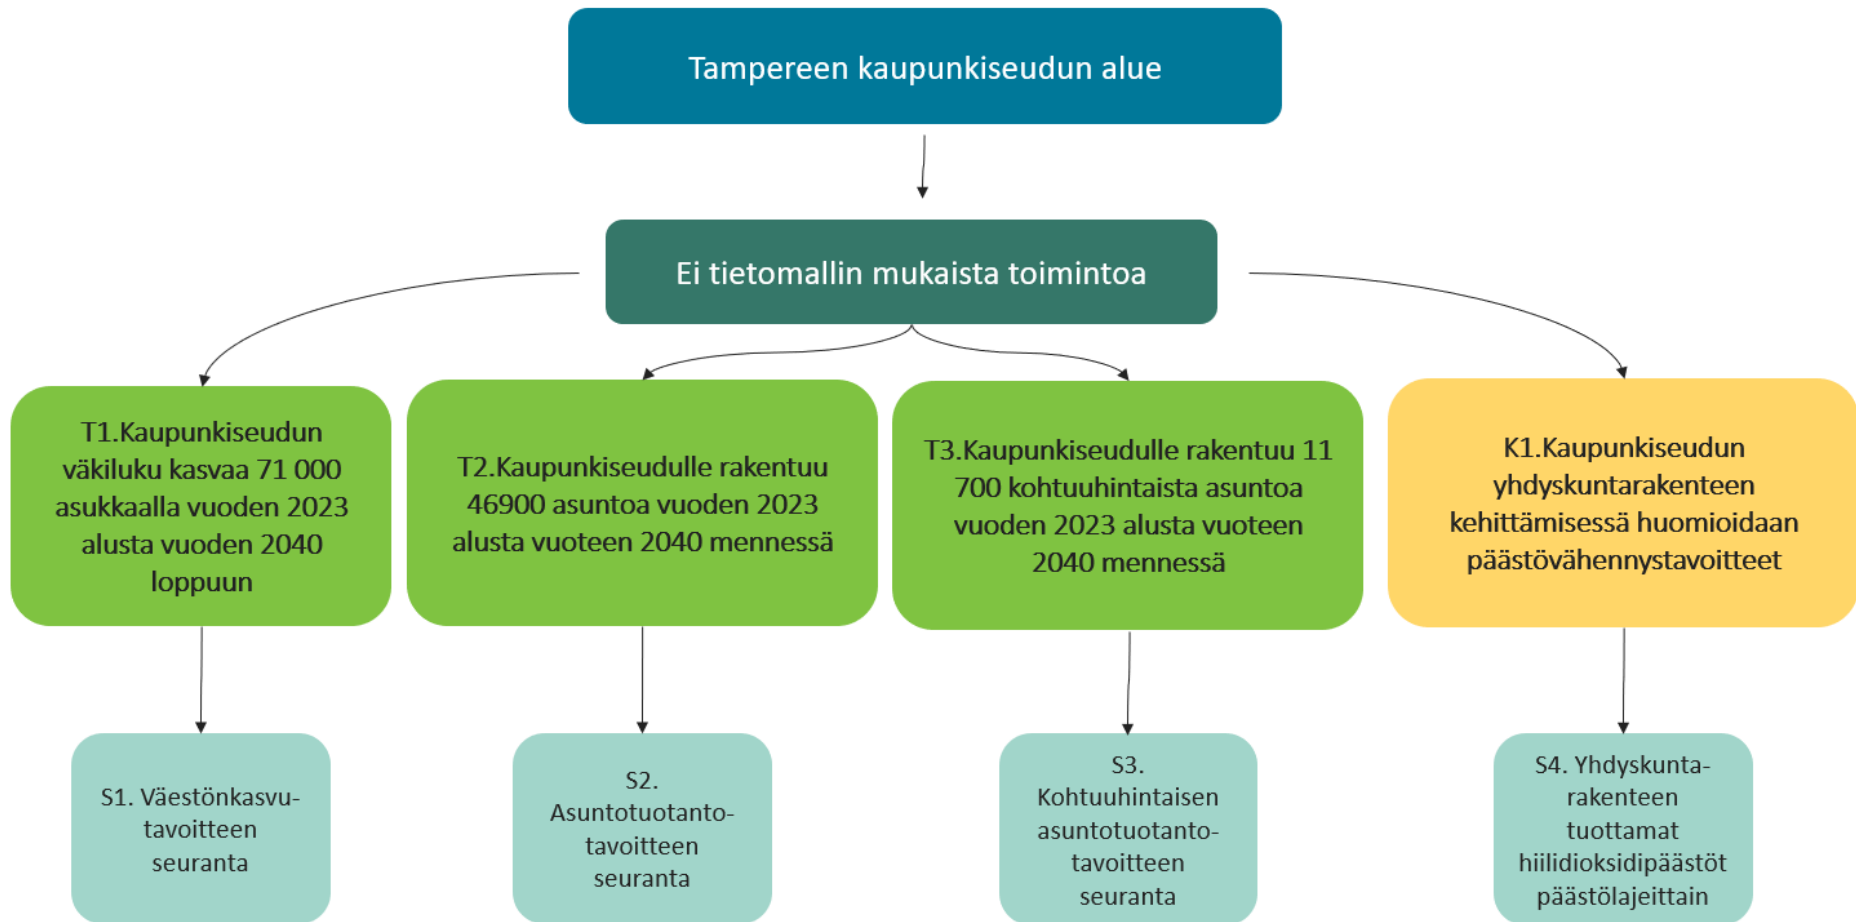 Tampereen kaupunkiseudun alue
Ei tietomallin mukaista toimintoa
T1.Kaupunkiseudun
väkiluku kasvaa 71 000
asukkaalla vuoden 2023
alusta vuoden 2040
loppuun
T2.Kaupunkiseudulle rakentuu
46900 asuntoa vuoden 2023
alusta vuoteen 2040 mennessä
T3.Kaupunkiseudulle rakentuu 11
700 kohtuuhintaista asuntoa
vuoden 2023 alusta vuoteen
2040 mennessä
K1.Kaupunkiseudun
yhdyskuntarakenteen
kehittämisessä huomioidaan
päästövähennystavoitteet
S1. Väestönkasvu-
tavoitteen
seuranta
S2.
Asuntotuotanto-
tavoitteen
seuranta
S3.
Kohtuuhintaisen
asuntotuotanto-
tavoitteen
seuranta
S4. Yhdyskunta-
rakenteen
tuottamat
hiilidioksidipäästöt
päästölajeittain